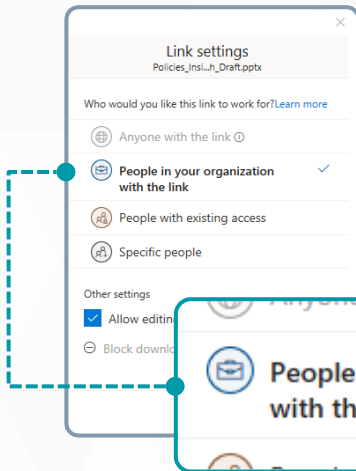 Link settings
Policies_Insi...h_Draft.pptx
Who would you like this link to work for?Learn more
Anyone with the link
People in your organization
with the link
People with existing access
Specific people
Other settings
Allow editin
Block downlo
People
with th